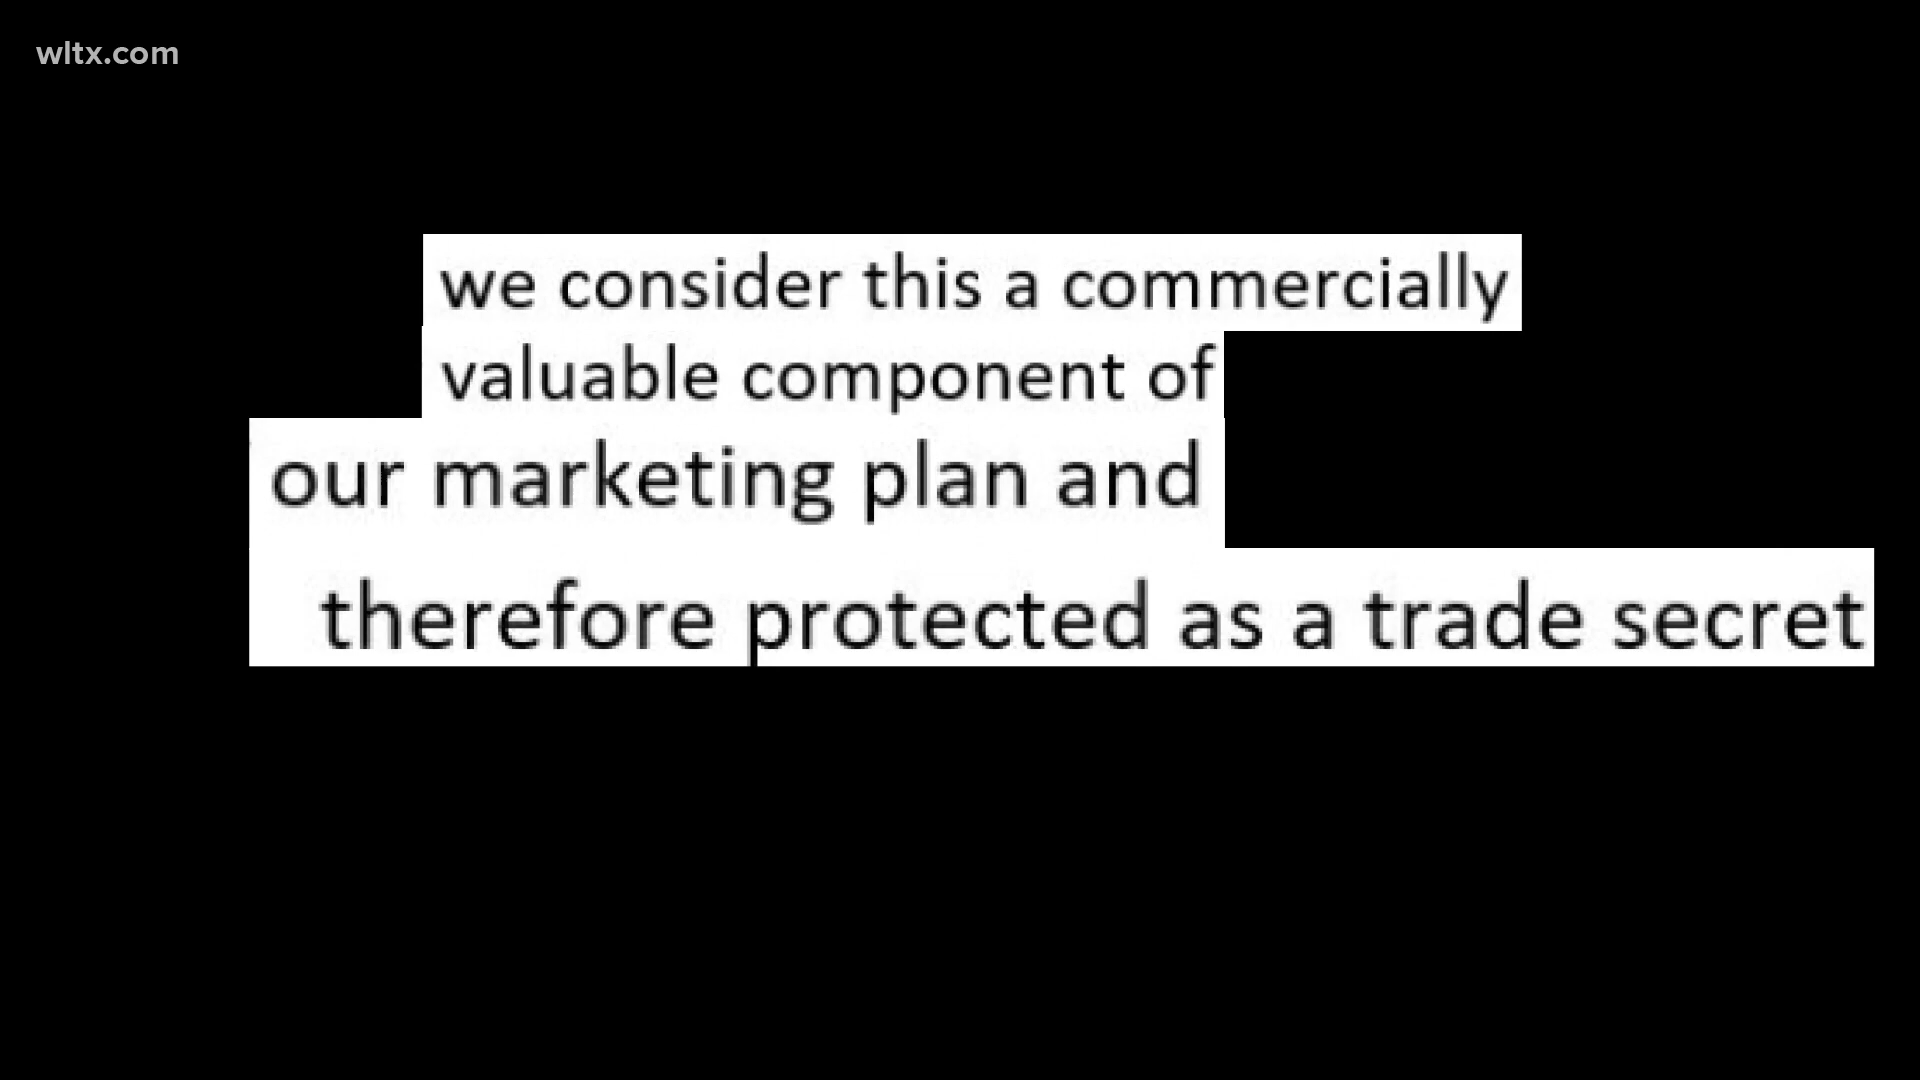 wltx.com
we consider this a commercially
valuable component of
our marketing plan and
therefore protected as a trade secret